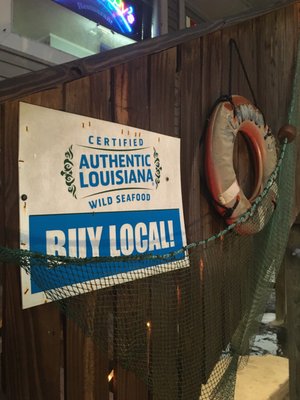 CERTIFIED
AUTHENTIC
LOUISIANA
WILD SEAFOOD
BUY LOCAL!